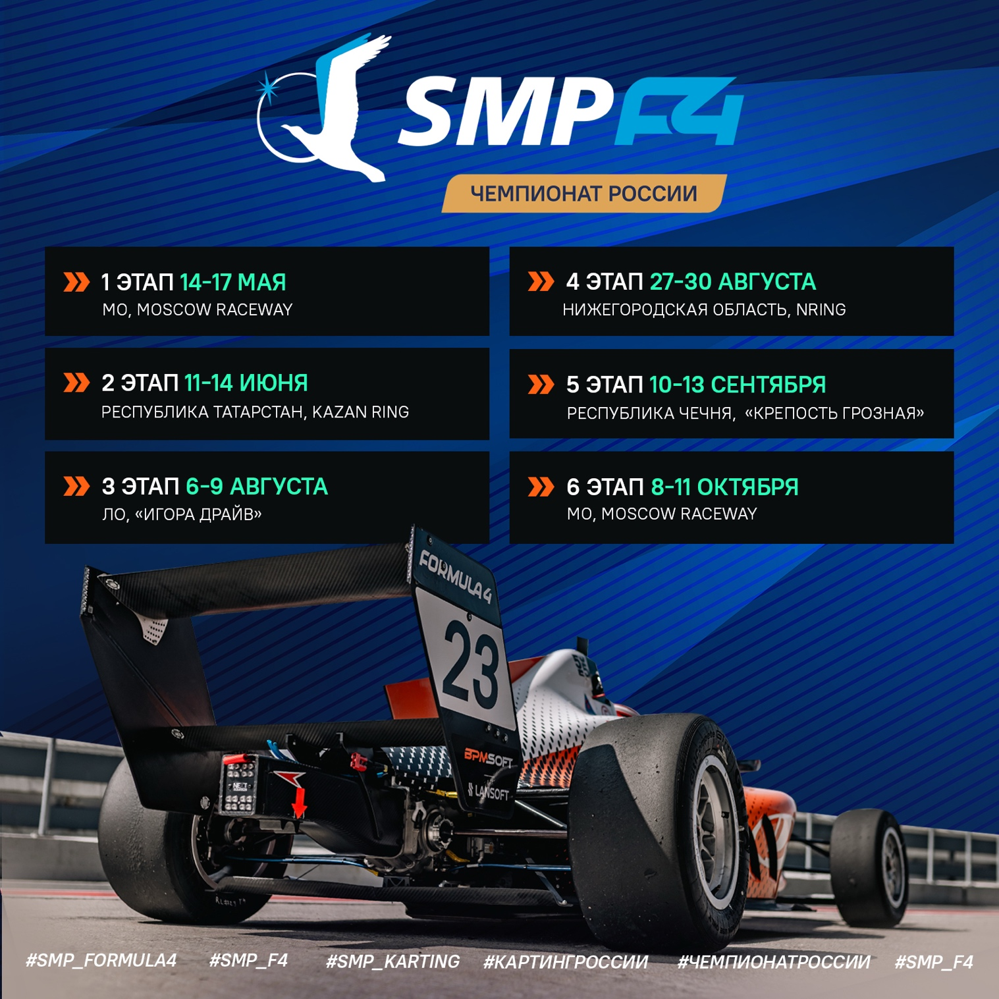 SMP F4
ЧЕМПИОНАТ РОССИИ
1 ЭТАП 14-17 МАЯ
МО, MOSCOW RACEWAY
2 ЭТАП 11-14 ИЮНЯ
РЕСПУБЛИКА ТАТАРСТАН, KAZAN RING
3 ЭТАП 6-9 АВГУСТА
ЛО, «ИГОРА ДРАЙВ»
4 ЭТАП 27-30 АВГУСТА
НИЖЕГОРОДСКАЯ ОБЛАСТЬ, NRING
5 ЭТАП 10-13 СЕНТЯБРЯ
РЕСПУБЛИКА ЧЕЧНЯ, «КРЕПОСТЬ ГРОЗНАЯ»
6 ЭТАП 8-11 ОКТЯБРЯ
МО, MOSCOW RACEWAY
FORMULA 4
23
BPMSOFT
LANSOFT
NEXT
#SMP_FORMULA4 #SMP_F4 #SMP_KARTING #КАРТИНГРОССИИ #ЧЕМПИОНАТРОССИИ #SMP_F4